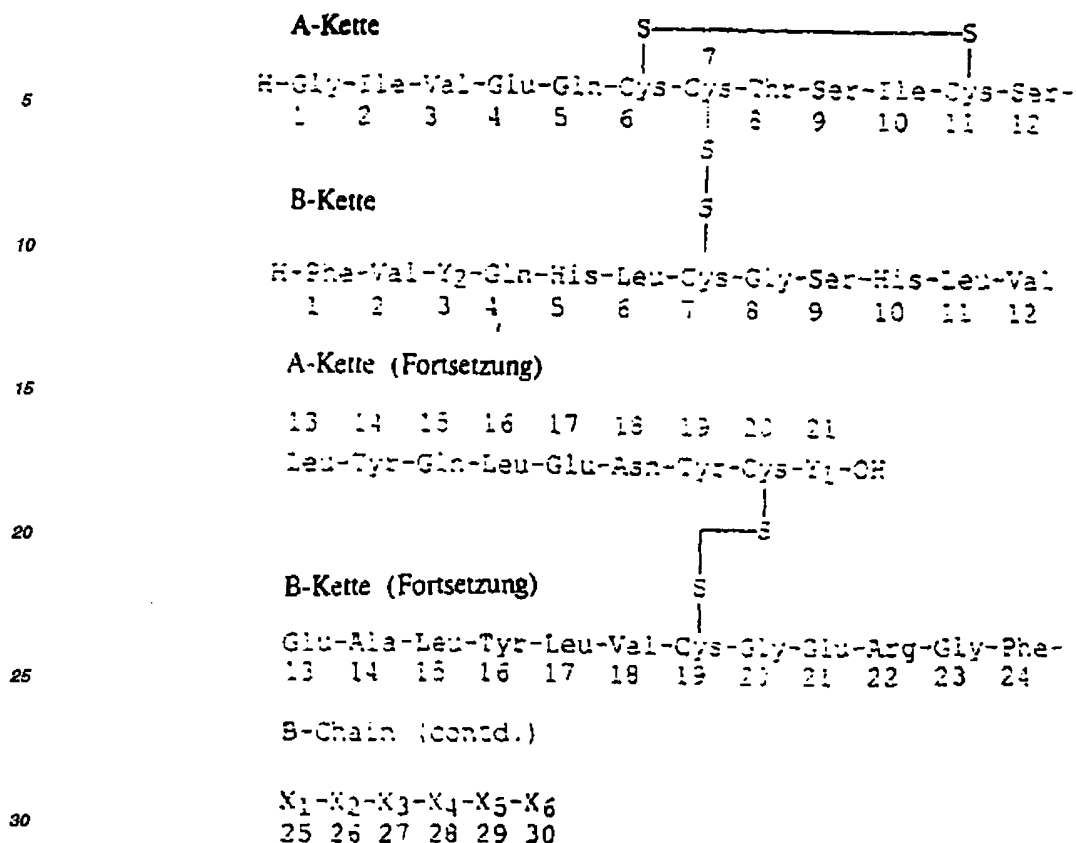 A-Kette
S S
7
H-Gly-Ile-Val-Glu-Gln-Cys-Cys-Thr-Ser-Ile-Cys-Ser-
5
1 2 3 4 5 6 8 9 10 11 12
S
B-Kette
S
10
H-Phe-Val-Y2-Gln-His-Leu-Cys-Gly-Ser-His-Leu-Val
1 2 3 4 5 6 7 8 9 10 11 12
A-Kette (Fortsetzung)
15
13 14 15 16 17 18 19 20 21
Leu-Tyr-Gln-Leu-Glu-Asn-Tyr-Cys-Y1-OH
20
S
B-Kette (Fortsetzung)
S
Glu-Ala-Leu-Tyr-Leu-Val-Cys-Gly-Glu-Arg-Gly-Phe-
25
13 14 15 16 17 18 19 20 21 22 23 24
B-Chain (contd.)
X1-X2-X3-X4-X5-X6
30
25 26 27 28 29 30